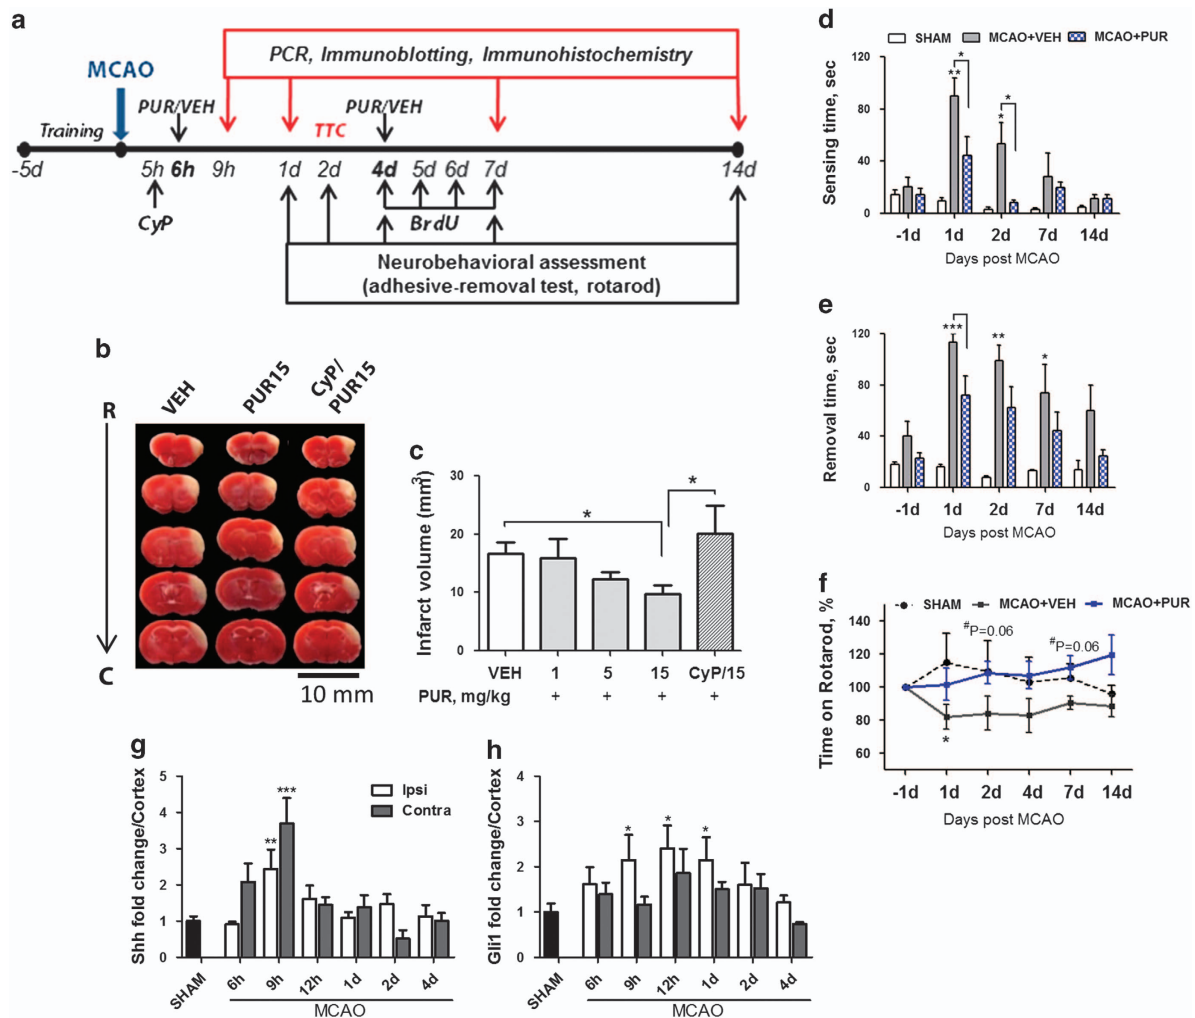 a
PCR, Immunoblotting, Immunohistochemistry
MCAO
PUR/VEH
PUR/VEH
Training
TTC
-5d 5h 6h 9h 1d 2d 4d 5d 6d 7d 14d
CyP
BrdU
Neurobehavioral assessment
(adhesive-removal test, rotarod)
b
VEH
PUR15
CyP/
PUR15
R
C
10 mm
c
Infarct volume (mm3)
30
20
10
0
*
*
VEH 1 5 15 CyP/15
PUR, mg/kg + + + +
d
SHAM MCAO+VEH MCAO+PUR
Sensing time, sec
120
80
40
0
** *
* *
-1d 1d 2d 7d 14d
Days post MCAO
e
Removal time, sec
120
80
40
0
*** ** *
-1d 1d 2d 7d 14d
Days post MCAO
f
SHAM MCAO+VEH MCAO+PUR
Time on Rotarod, %
140
120
100
80
60
#P=0.06
#P=0.06
*
-1d 1d 2d 4d 7d 14d
Days post MCAO
g
Shh fold change/Cortex
5
4
3
2
1
0
Ipsi
Contra
** ***
SHAM 6h 9h 12h 1d 2d 4d
MCAO
h
Gli1 fold change/Cortex
4
3
2
1
0
* * *
SHAM 6h 9h 12h 1d 2d 4d
MCAO